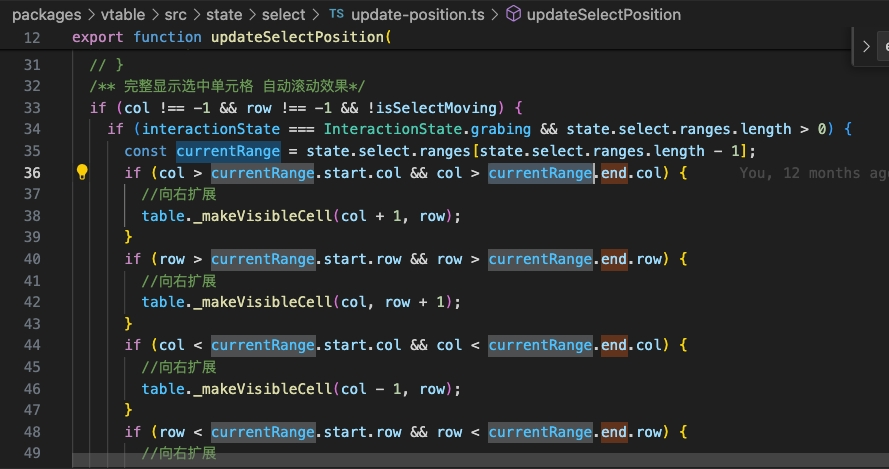 packages > vtable > src > state > select > TS update-position.ts > updateSelectPosition
12 export function updateSelectPosition(
31 // }
32 /** 完整显示选中单元格 自动滚动效果*/
33 if (col !== -1 && row !== -1 && !isSelectMoving) {
34 if (interactionState === InteractionState.grabing && state.select.ranges.length > 0) {
35 const currentRange = state.select.ranges[state.select.ranges.length - 1];
36 if (col > currentRange.start.col && col > currentRange.end.col) { You, 12 months ago
37 //向右扩展
38 table._makeVisibleCell(col + 1, row);
39 }
40 if (row > currentRange.start.row && row > currentRange.end.row) {
41 //向右扩展
42 table._makeVisibleCell(col, row + 1);
43 }
44 if (col < currentRange.start.col && col < currentRange.end.col) {
45 //向右扩展
46 table._makeVisibleCell(col - 1, row);
47 }
48 if (row < currentRange.start.row && row < currentRange.end.row) {
49 //向右扩展